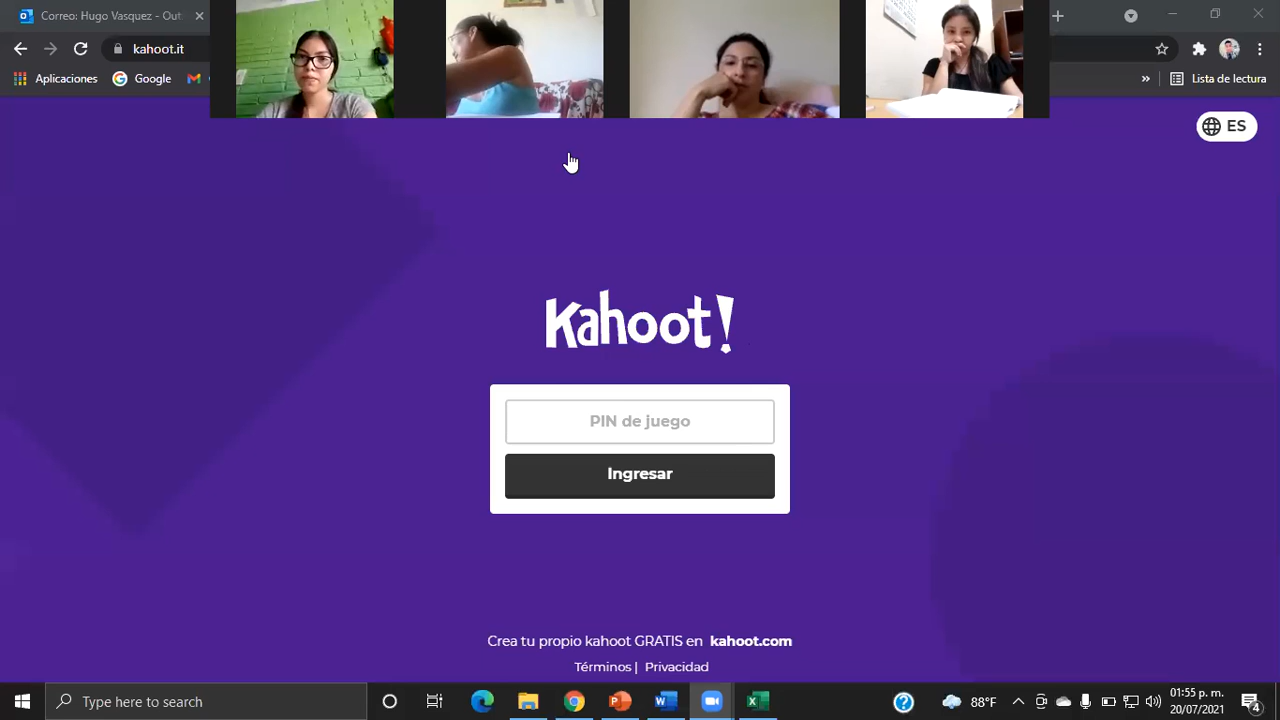 Correo: Hugo Vasquez - Out
kahoot.it
Aplicaciones
Google
»
Lista de lectura
ES
Kahoot!
PIN de juego
Ingresar
Crea tu propio kahoot GRATIS en kahoot.com
Términos | Privacidad
Type here to search
88°F
01:55 p. m.
20/07/2021
4